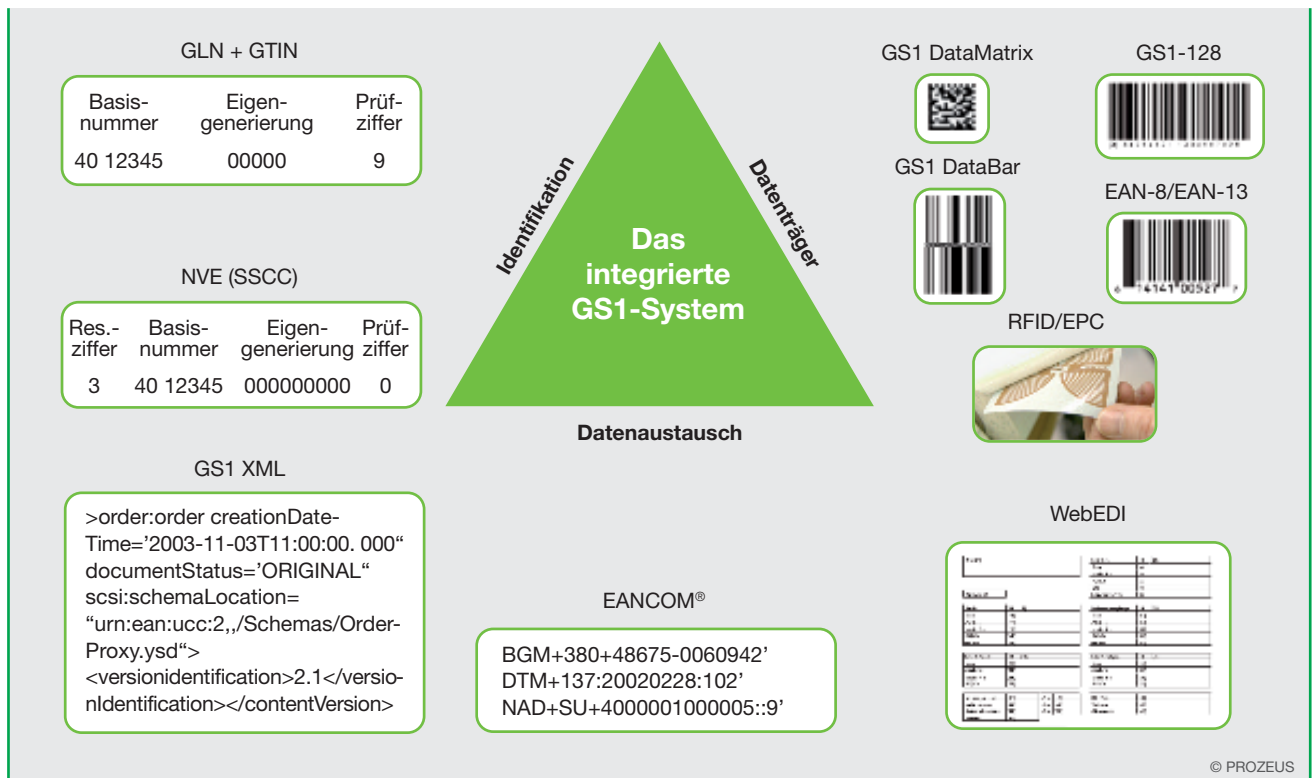 GLN + GTIN
Basis-
nummer
Eigen-
generierung
Prüf-
ziffer
40 12345 00000 9
NVE (SSCC)
Res.-
ziffer
Basis-
nummer
Eigen-
generierung
Prüf-
ziffer
3 40 12345 000000000 0
GS1 XML
>order:order creationDate-
Time='2003-11-03T11:00:00. 000“
documentStatus='ORIGINAL“
scsi:schemaLocation=
“urn:ean:ucc:2,,/Schemas/Order-
Proxy.ysd“>
<versionidentification>2.1</versio-
nIdentification></contentVersion>
Identifikation
Das
integrierte
GS1-System
Datenträger
Datenaustausch
EANCOM®
BGM+380+48675-0060942’
DTM+137:20020228:102’
NAD+SU+4000001000005::9’
GS1 DataMatrix
GS1-128
GS1 DataBar
EAN-8/EAN-13
RFID/EPC
WebEDI
© PROZEUS